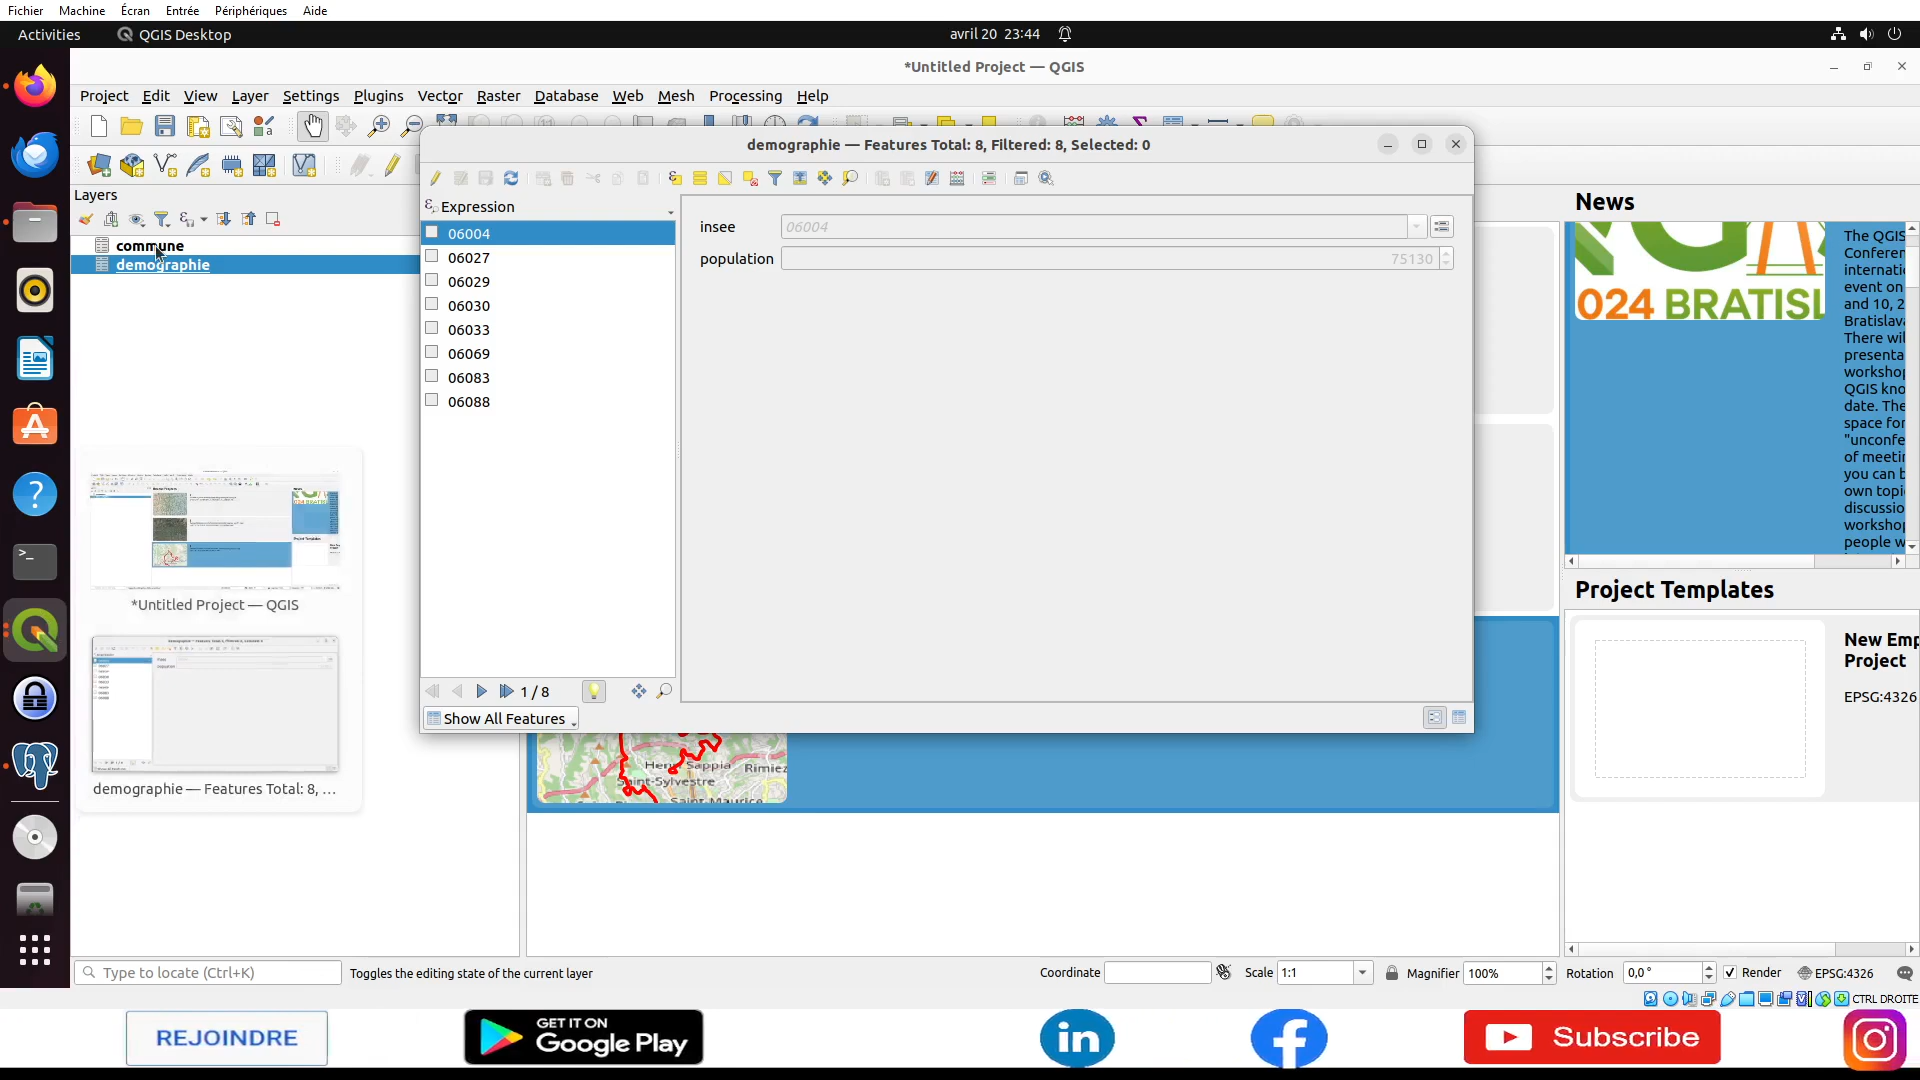 Fichier Machine Écran Entrée Périphériques Aide
Activities QGIS Desktop avril 20 23:44
*Untitled Project — QGIS
Project Edit View Layer Settings Plugins Vector Raster Database Web Mesh Processing Help
Layers
commune
demographie
*Untitled Project — QGIS
demographie — Features Total: 8, ...
demographie — Features Total: 8, Filtered: 8, Selected: 0
Expression
06004
06027
06029
06030
06033
06069
06083
06088
insee 06004
population 75130
1 / 8
Show All Features
Saint-Sylvestre
Rimiez
Saint-Maurice
News
024 BRATISL
The QGIS
Conferen
internati
event on
and 10, 2
Bratislava
There wil
presenta
workshop
QGIS kno
date. The
space for
"unconfe
of meetin
you can b
own topi
discussio
workshop
people w
Project Templates
New Emp
Project
EPSG:4326
Type to locate (Ctrl+K) Toggles the editing state of the current layer Coordinate Scale 1:1 Magnifier 100% Rotation 0,0 ° Render EPSG:4326
CTRL DROITE
REJOINDRE
GET IT ON
Google Play
in
Subscribe